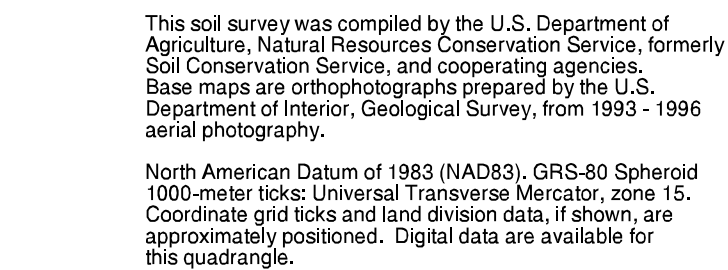 This soil survey was compiled by the U.S. Department of
Agriculture, Natural Resources Conservation Service, formerly
Soil Conservation Service, and cooperating agencies.
Base maps are orthophotographs prepared by the U.S.
Department of Interior, Geological Survey, from 1993 - 1996
aerial photography.
North American Datum of 1983 (NAD83). GRS-80 Spheroid
1000-meter ticks: Universal Transverse Mercator, zone 15.
Coordinate grid ticks and land division data, if shown, are
approximately positioned.  Digital data are available for
this quadrangle.